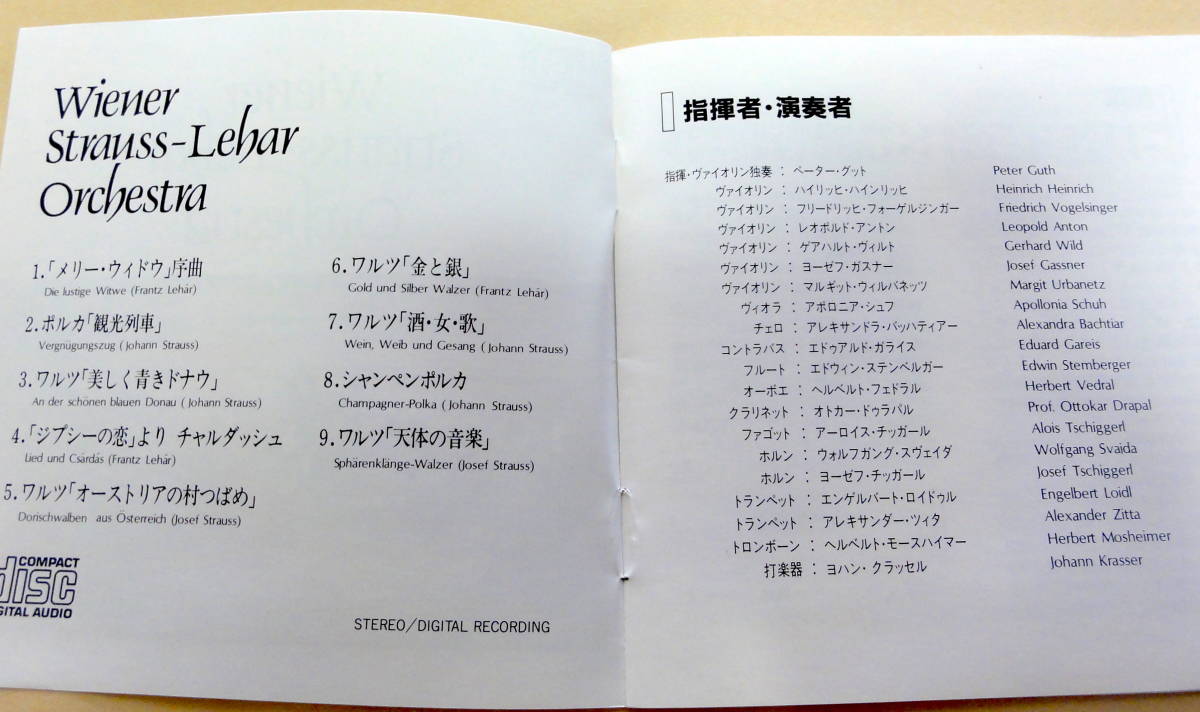 Wiener
Strauss-Lehar
Orchestra
1.「メリー・ウィドウ」序曲
Die lustige Witwe (Frantz Lehár)
2.ポルカ「観光列車」
Vergnügungszug ( Johann Strauss)
3.ワルツ「美しく青きドナウ」
An der schönen blauen Donau ( Johann Strauss)
4.「ジプシーの恋」より チャルダッシュ
Lied und Csárdás (Frantz Lehár)
5.ワルツ「オーストリアの村つばめ」
Dorischwalben aus Österreich (Josef Strauss)
6.ワルツ「金と銀」
Gold und Silber Walzer (Frantz Lehár)
7.ワルツ「酒・女・歌」
Wein, Weib und Gesang ( Johann Strauss)
8.シャンペンポルカ
Champagner-Polka ( Johann Strauss)
9.ワルツ「天体の音楽」
Sphärenklänge-Walzer (Josef Strauss)
COMPACT
disc
DIGITAL AUDIO
STEREO/DIGITAL RECORDING
指揮者・演奏者
指揮・ヴァイオリン独奏 : ペーター・グット Peter Guth
ヴァイオリン : ハイリッヒ・ハインリッヒ Heinrich Heinrich
ヴァイオリン : フリードリッヒ・フォーゲルジンガー Friedrich Vogelsinger
ヴァイオリン : レオポルド・アントン Leopold Anton
ヴァイオリン : ゲアハルト・ヴィルト Gerhard Wild
ヴァイオリン : ヨーゼフ・ガスナー Josef Gassner
ヴァイオリン : マルギット・ウィルバネッツ Margit Urbanetz
ヴィオラ : アポロニア・シュフ Apollonia Schuh
チェロ : アレキサンドラ・バッハティアー Alexandra Bachtiar
コントラバス : エドゥアルド・ガライス Eduard Gareis
フルート : エドウィン・ステンベルガー Edwin Stemberger
オーボエ : ヘルベルト・フェドラル Herbert Vedral
クラリネット : オトカー・ドゥラパル Prof. Ottokar Drapal
ファゴット : アーロイス・チッガール Alois Tschiggerl
ホルン : ウォルフガング・スヴェイダ Wolfgang Svaida
ホルン : ヨーゼフ・チッガール Josef Tschiggerl
トランペット : エンゲルバート・ロイドゥル Engelbert Loidl
トランペット : アレキサンダー・ツィタ Alexander Zitta
トロンボーン : ヘルベルト・モースハイマー Herbert Mosheimer
打楽器 : ヨハン・クラッセル Johann Krasser